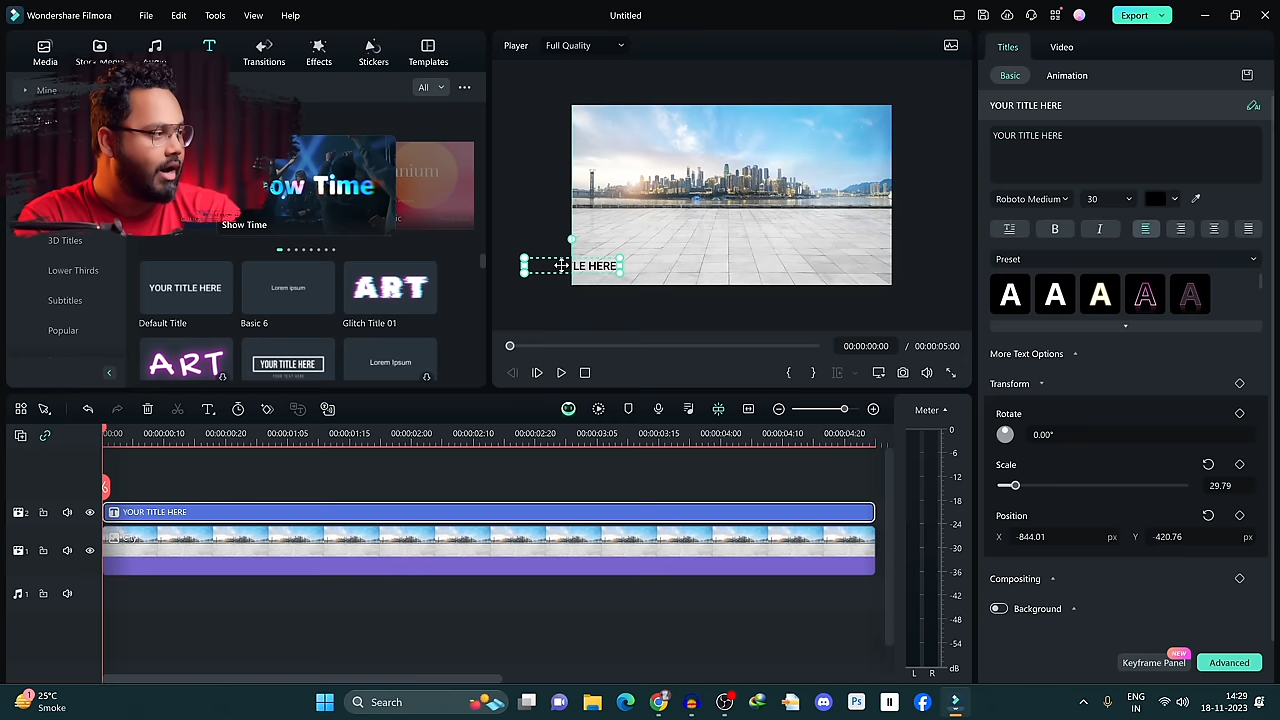 Wondershare Filmora
File
Edit
Tools
View
Help
Untitled
Export
Media
Transitions
Effects
Stickers
Templates
Player
Full Quality
Titles
Video
Mine
All
Basic
Animation
YOUR TITLE HERE
YOUR TITLE HERE
ow Time
Show Time
Roboto Medium
30
B
I
3D Titles
Lower Thirds
Subtitles
Popular
YOUR TITLE HERE
Lorem ipsum
ART
Default Title
Basic 6
Glitch Title 01
ART
YOUR TITLE HERE
Lorem Ipsum
LE HERE
Preset
A A A A A
00:00:00:00 / 00:00:05:00
More Text Options
Transform
Rotate
0.00°
Scale
29.79
Position
X -844.01 px Y -420.76 px
Compositing
Background
NEW
Keyframe Panel
Advanced
Meter
:00:00 00:00:00:10 00:00:00:20 00:00:01:05 00:00:01:15 00:00:02:00 00:00:02:10 00:00:02:20 00:00:03:05 00:00:03:15 00:00:04:00 00:00:04:10 00:00:04:20
YOUR TITLE HERE
2
1
1
0
-6
-12
-18
-24
-30
-36
-42
-48
-54
dB
L R
25°C
Smoke
Search
Ps
ENG
IN
14:29
18-11-2023